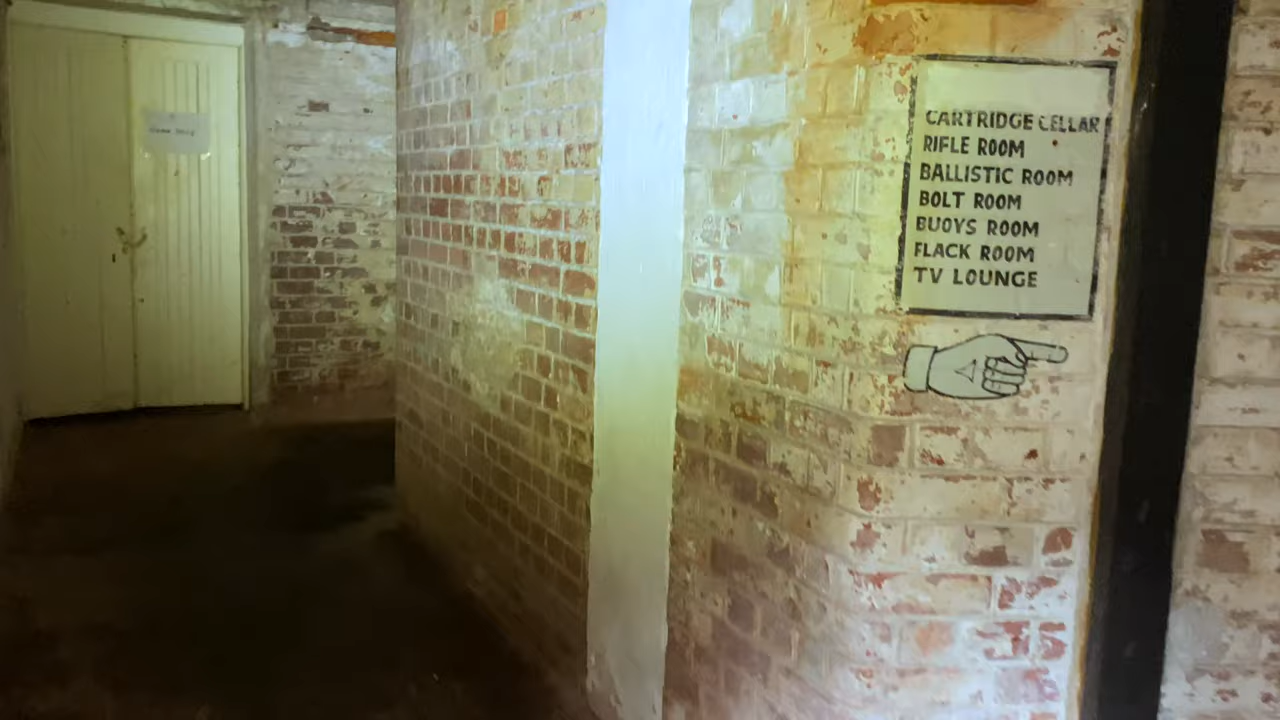 CARTRIDGE CELLAR
RIFLE ROOM
BALLISTIC ROOM
BOLT ROOM
BUOYS ROOM
FLACK ROOM
TV LOUNGE